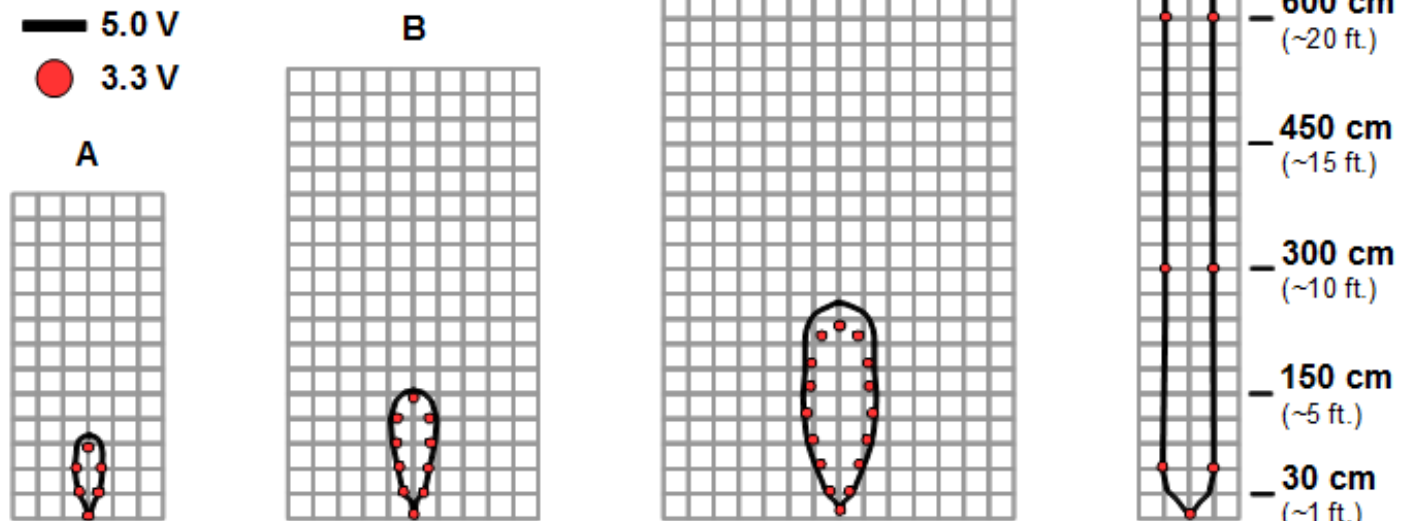 5.0 V
3.3 V
A
B
600 cm
(~20 ft.)
450 cm
(~15 ft.)
300 cm
(~10 ft.)
150 cm
(~5 ft.)
30 cm
(~1 ft.)